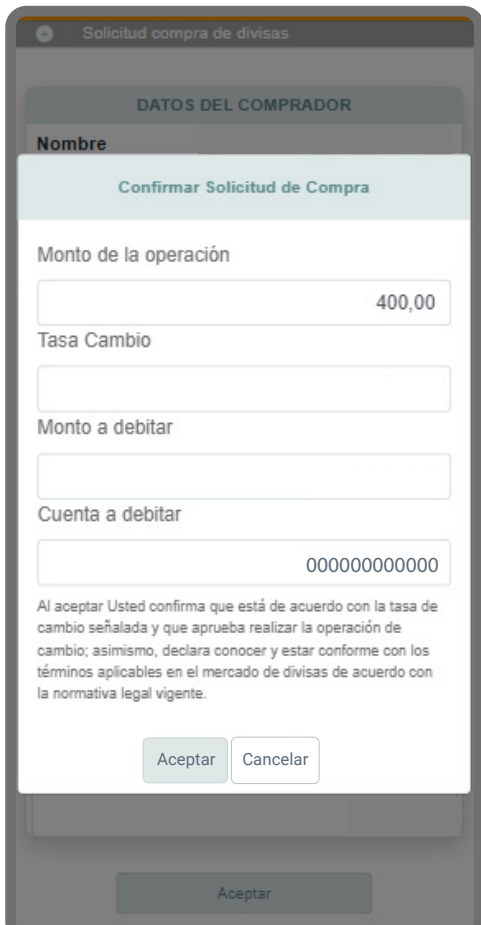 Solicitud compra de divisas
DATOS DEL COMPRADOR
Nombre
Confirmar Solicitud de Compra
Monto de la operación
400,00
Tasa Cambio
Monto a debitar
Cuenta a debitar
000000000000
Al aceptar Usted confirma que está de acuerdo con la tasa de
cambio señalada y que aprueba realizar la operación de
cambio; asimismo, declara conocer y estar conforme con los
términos aplicables en el mercado de divisas de acuerdo con
la normativa legal vigente.
Aceptar Cancelar
Aceptar